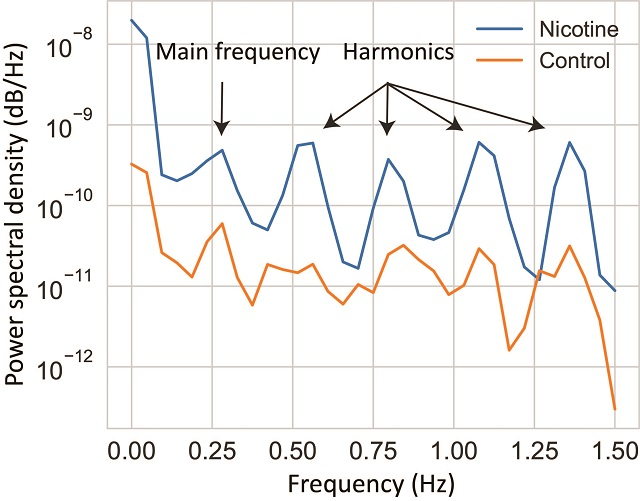 Nicotine
Control
Main frequency
Harmonics
Power spectral density (dB/Hz)
10−8
10−9
10−10
10−11
10−12
0.00 0.25 0.50 0.75 1.00 1.25 1.50
Frequency (Hz)